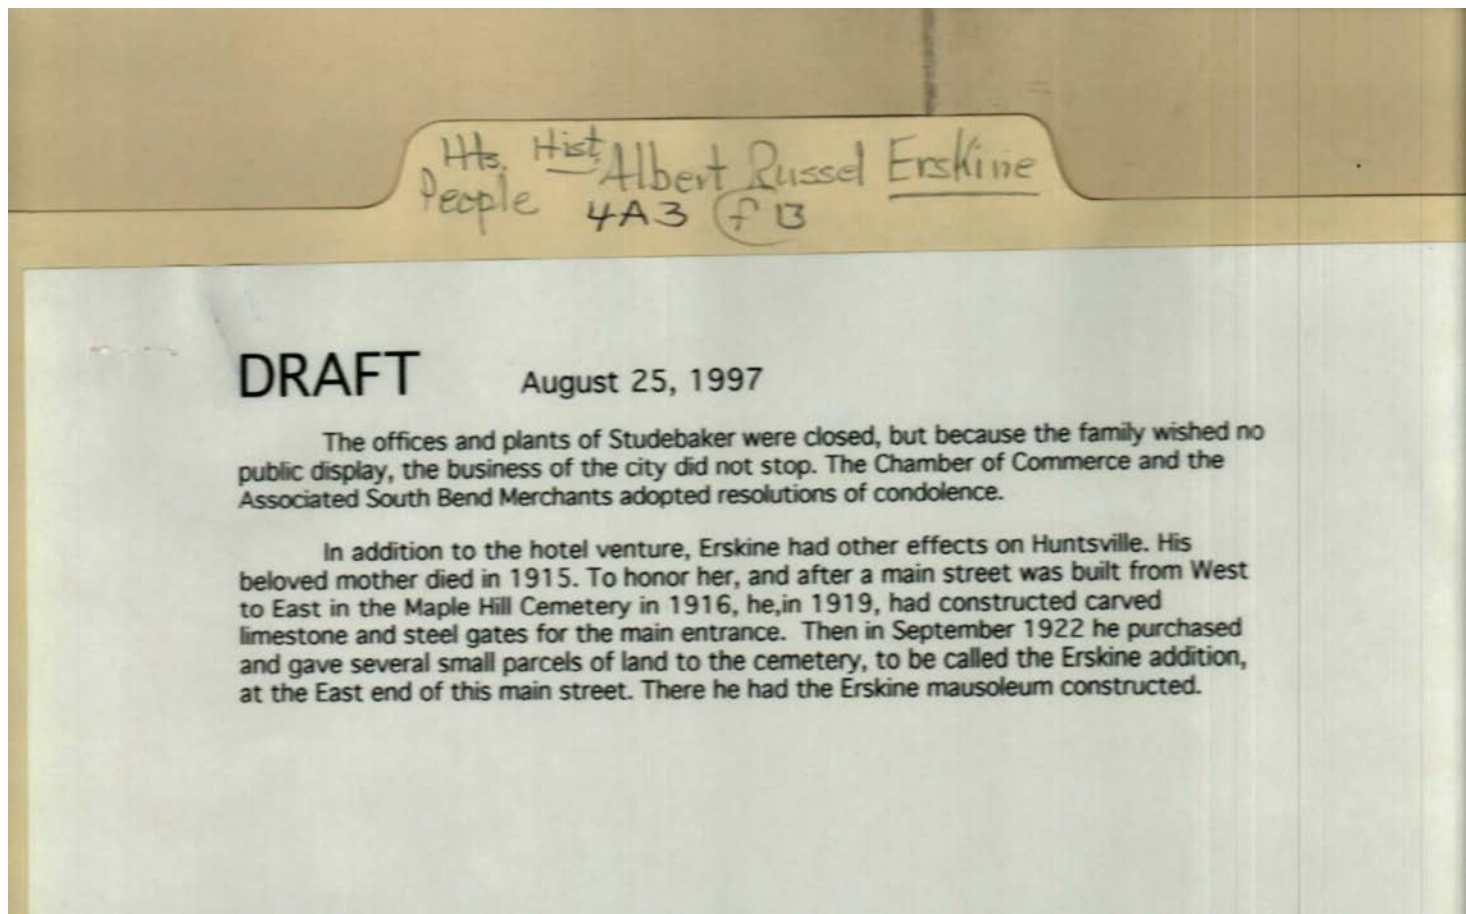 Hts. Hist. Albert Russel Erskine
People 4A3 f 13
DRAFT August 25, 1997
The offices and plants of Studebaker were closed, but because the family wished no
public display, the business of the city did not stop. The Chamber of Commerce and the
Associated South Bend Merchants adopted resolutions of condolence.
In addition to the hotel venture, Erskine had other effects on Huntsville. His
beloved mother died in 1915. To honor her, and after a main street was built from West
to East in the Maple Hill Cemetery in 1916, he,in 1919, had constructed carved
limestone and steel gates for the main entrance. Then in September 1922 he purchased
and gave several small parcels of land to the cemetery, to be called the Erskine addition,
at the East end of this main street. There he had the Erskine mausoleum constructed.